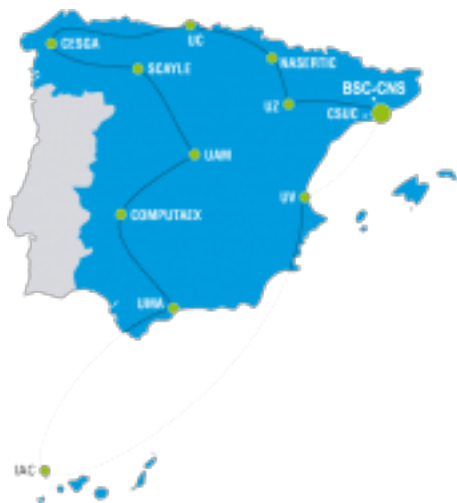 UC
CESGA
NASERTIC
SCAYLE
BSC-CNS
UZ
CSUC
UAM
UV
COMPUTAEX
UMA
IAC